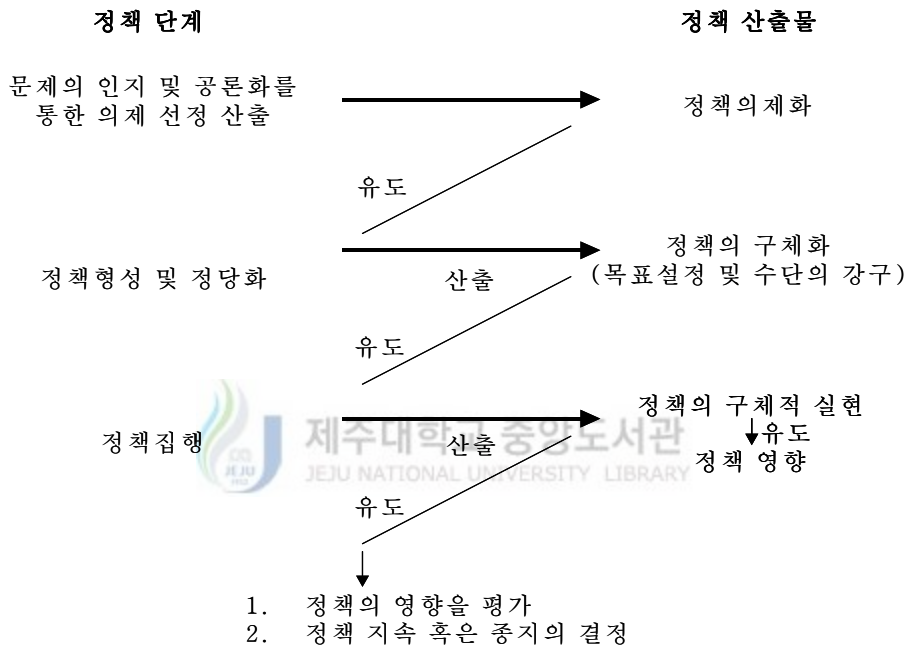 정책 단계
정책 산출물
문제의 인지 및 공론화를
통한 의제 선정 산출
정책의제화
유도
정책형성 및 정당화
산출
정책의 구체화
(목표설정 및 수단의 강구)
유도
정책집행
산출
정책의 구체적 실현
유도
정책 영향
제주대학교 중앙도서관
JEJU NATIONAL UNIVERSITY LIBRARY
JEJU
1952
유도
1. 정책의 영향을 평가
2. 정책 지속 혹은 종지의 결정